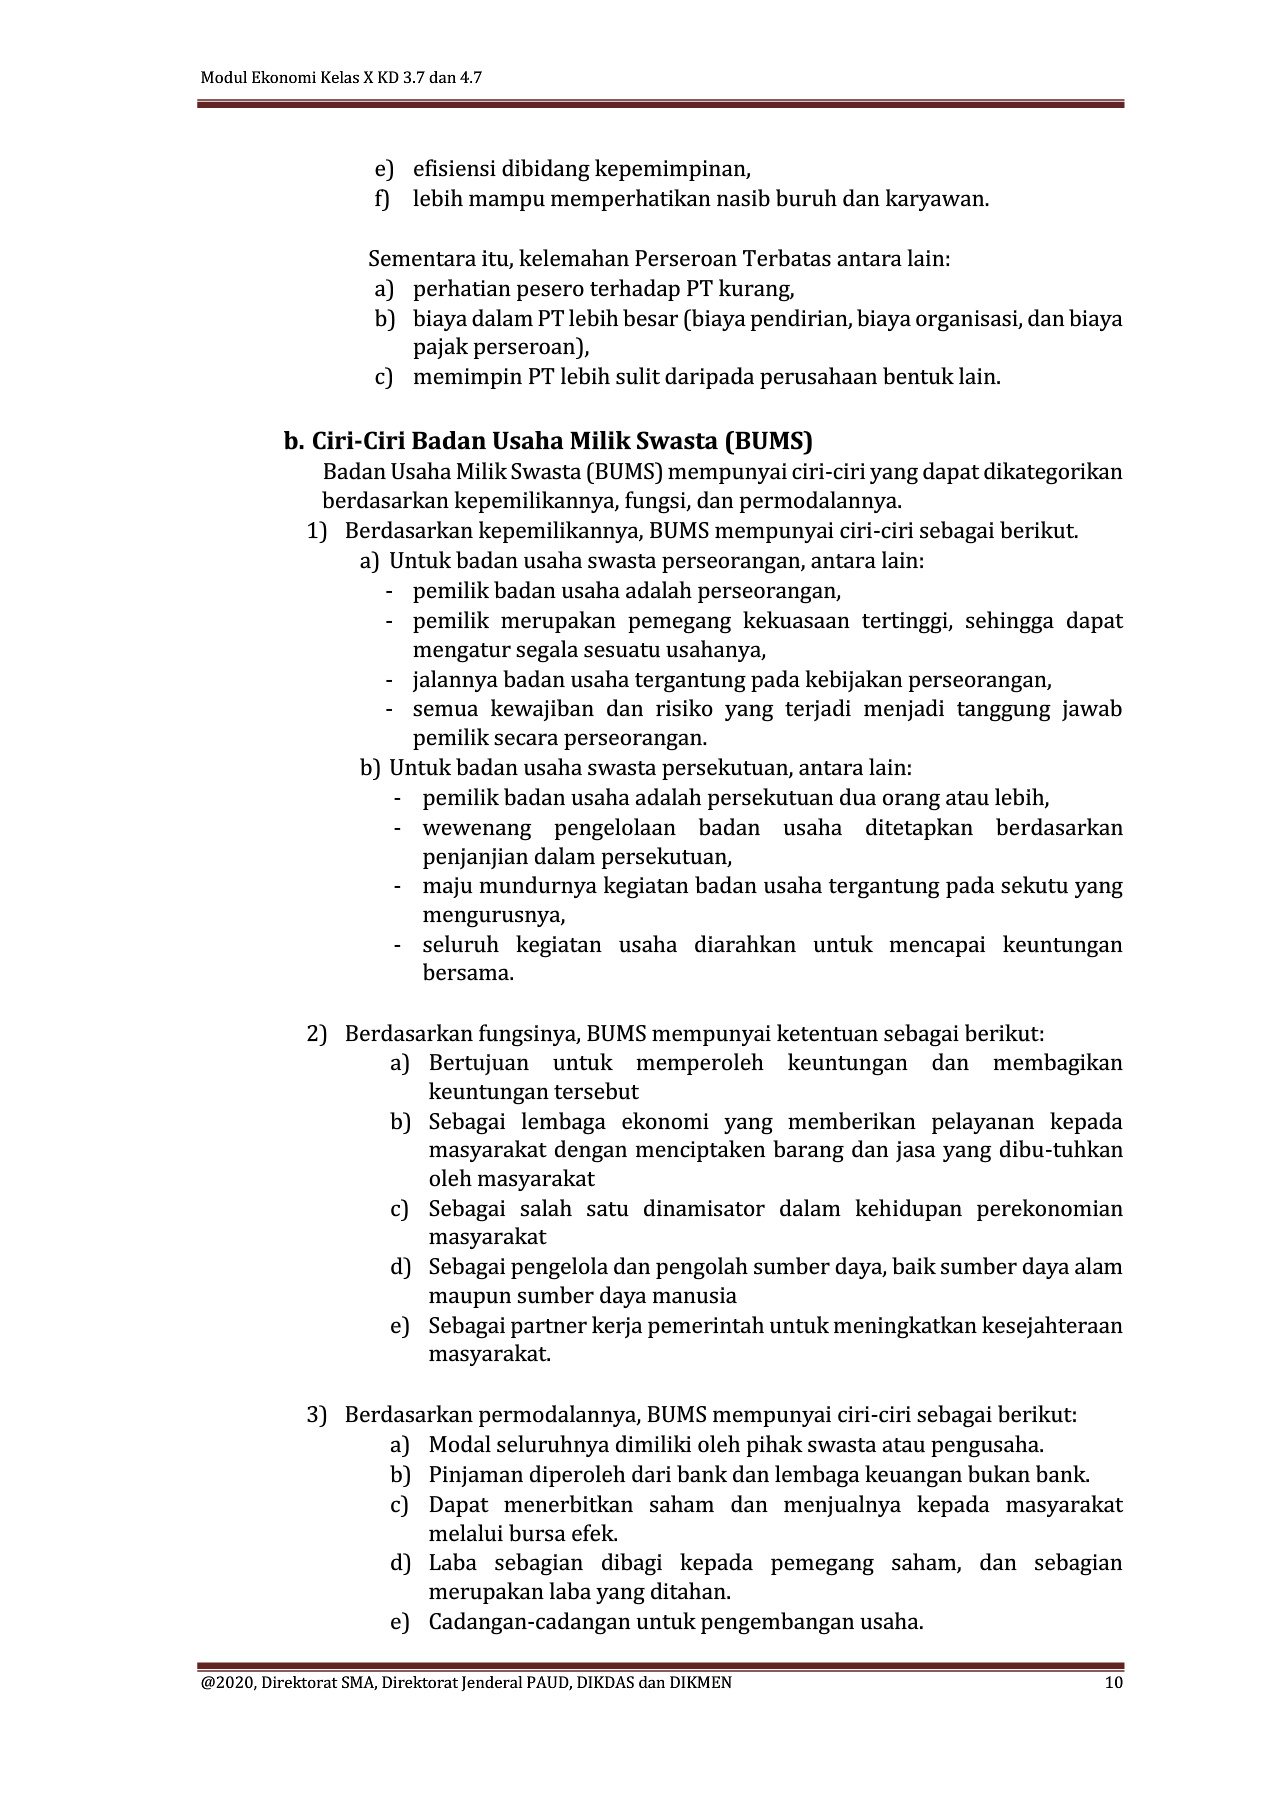 Modul Ekonomi Kelas X KD 3.7 dan 4.7
e) efisiensi dibidang kepemimpinan,
f) lebih mampu memperhatikan nasib buruh dan karyawan.
Sementara itu, kelemahan Perseroan Terbatas antara lain:
a) perhatian pesero terhadap PT kurang,
b) biaya dalam PT lebih besar (biaya pendirian, biaya organisasi, dan biaya
pajak perseroan),
c) memimpin PT lebih sulit daripada perusahaan bentuk lain.
b. Ciri-Ciri Badan Usaha Milik Swasta (BUMS)
Badan Usaha Milik Swasta (BUMS) mempunyai ciri-ciri yang dapat dikategorikan
berdasarkan kepemilikannya, fungsi, dan permodalannya.
1) Berdasarkan kepemilikannya, BUMS mempunyai ciri-ciri sebagai berikut.
a) Untuk badan usaha swasta perseorangan, antara lain:
- pemilik badan usaha adalah perseorangan,
- pemilik merupakan pemegang kekuasaan tertinggi, sehingga dapat
mengatur segala sesuatu usahanya,
- jalannya badan usaha tergantung pada kebijakan perseorangan,
- semua kewajiban dan risiko yang terjadi menjadi tanggung jawab
pemilik secara perseorangan.
b) Untuk badan usaha swasta persekutuan, antara lain:
- pemilik badan usaha adalah persekutuan dua orang atau lebih,
- wewenang pengelolaan badan usaha ditetapkan berdasarkan
penjanjian dalam persekutuan,
- maju mundurnya kegiatan badan usaha tergantung pada sekutu yang
mengurusnya,
- seluruh kegiatan usaha diarahkan untuk mencapai keuntungan
bersama.
2) Berdasarkan fungsinya, BUMS mempunyai ketentuan sebagai berikut:
a) Bertujuan untuk memperoleh keuntungan dan membagikan
keuntungan tersebut
b) Sebagai lembaga ekonomi yang memberikan pelayanan kepada
masyarakat dengan menciptaken barang dan jasa yang dibu-tuhkan
oleh masyarakat
c) Sebagai salah satu dinamisator dalam kehidupan perekonomian
masyarakat
d) Sebagai pengelola dan pengolah sumber daya, baik sumber daya alam
maupun sumber daya manusia
e) Sebagai partner kerja pemerintah untuk meningkatkan kesejahteraan
masyarakat.
3) Berdasarkan permodalannya, BUMS mempunyai ciri-ciri sebagai berikut:
a) Modal seluruhnya dimiliki oleh pihak swasta atau pengusaha.
b) Pinjaman diperoleh dari bank dan lembaga keuangan bukan bank.
c) Dapat menerbitkan saham dan menjualnya kepada masyarakat
melalui bursa efek.
d) Laba sebagian dibagi kepada pemegang saham, dan sebagian
merupakan laba yang ditahan.
e) Cadangan-cadangan untuk pengembangan usaha.
@2020, Direktorat SMA, Direktorat Jenderal PAUD, DIKDAS dan DIKMEN 10